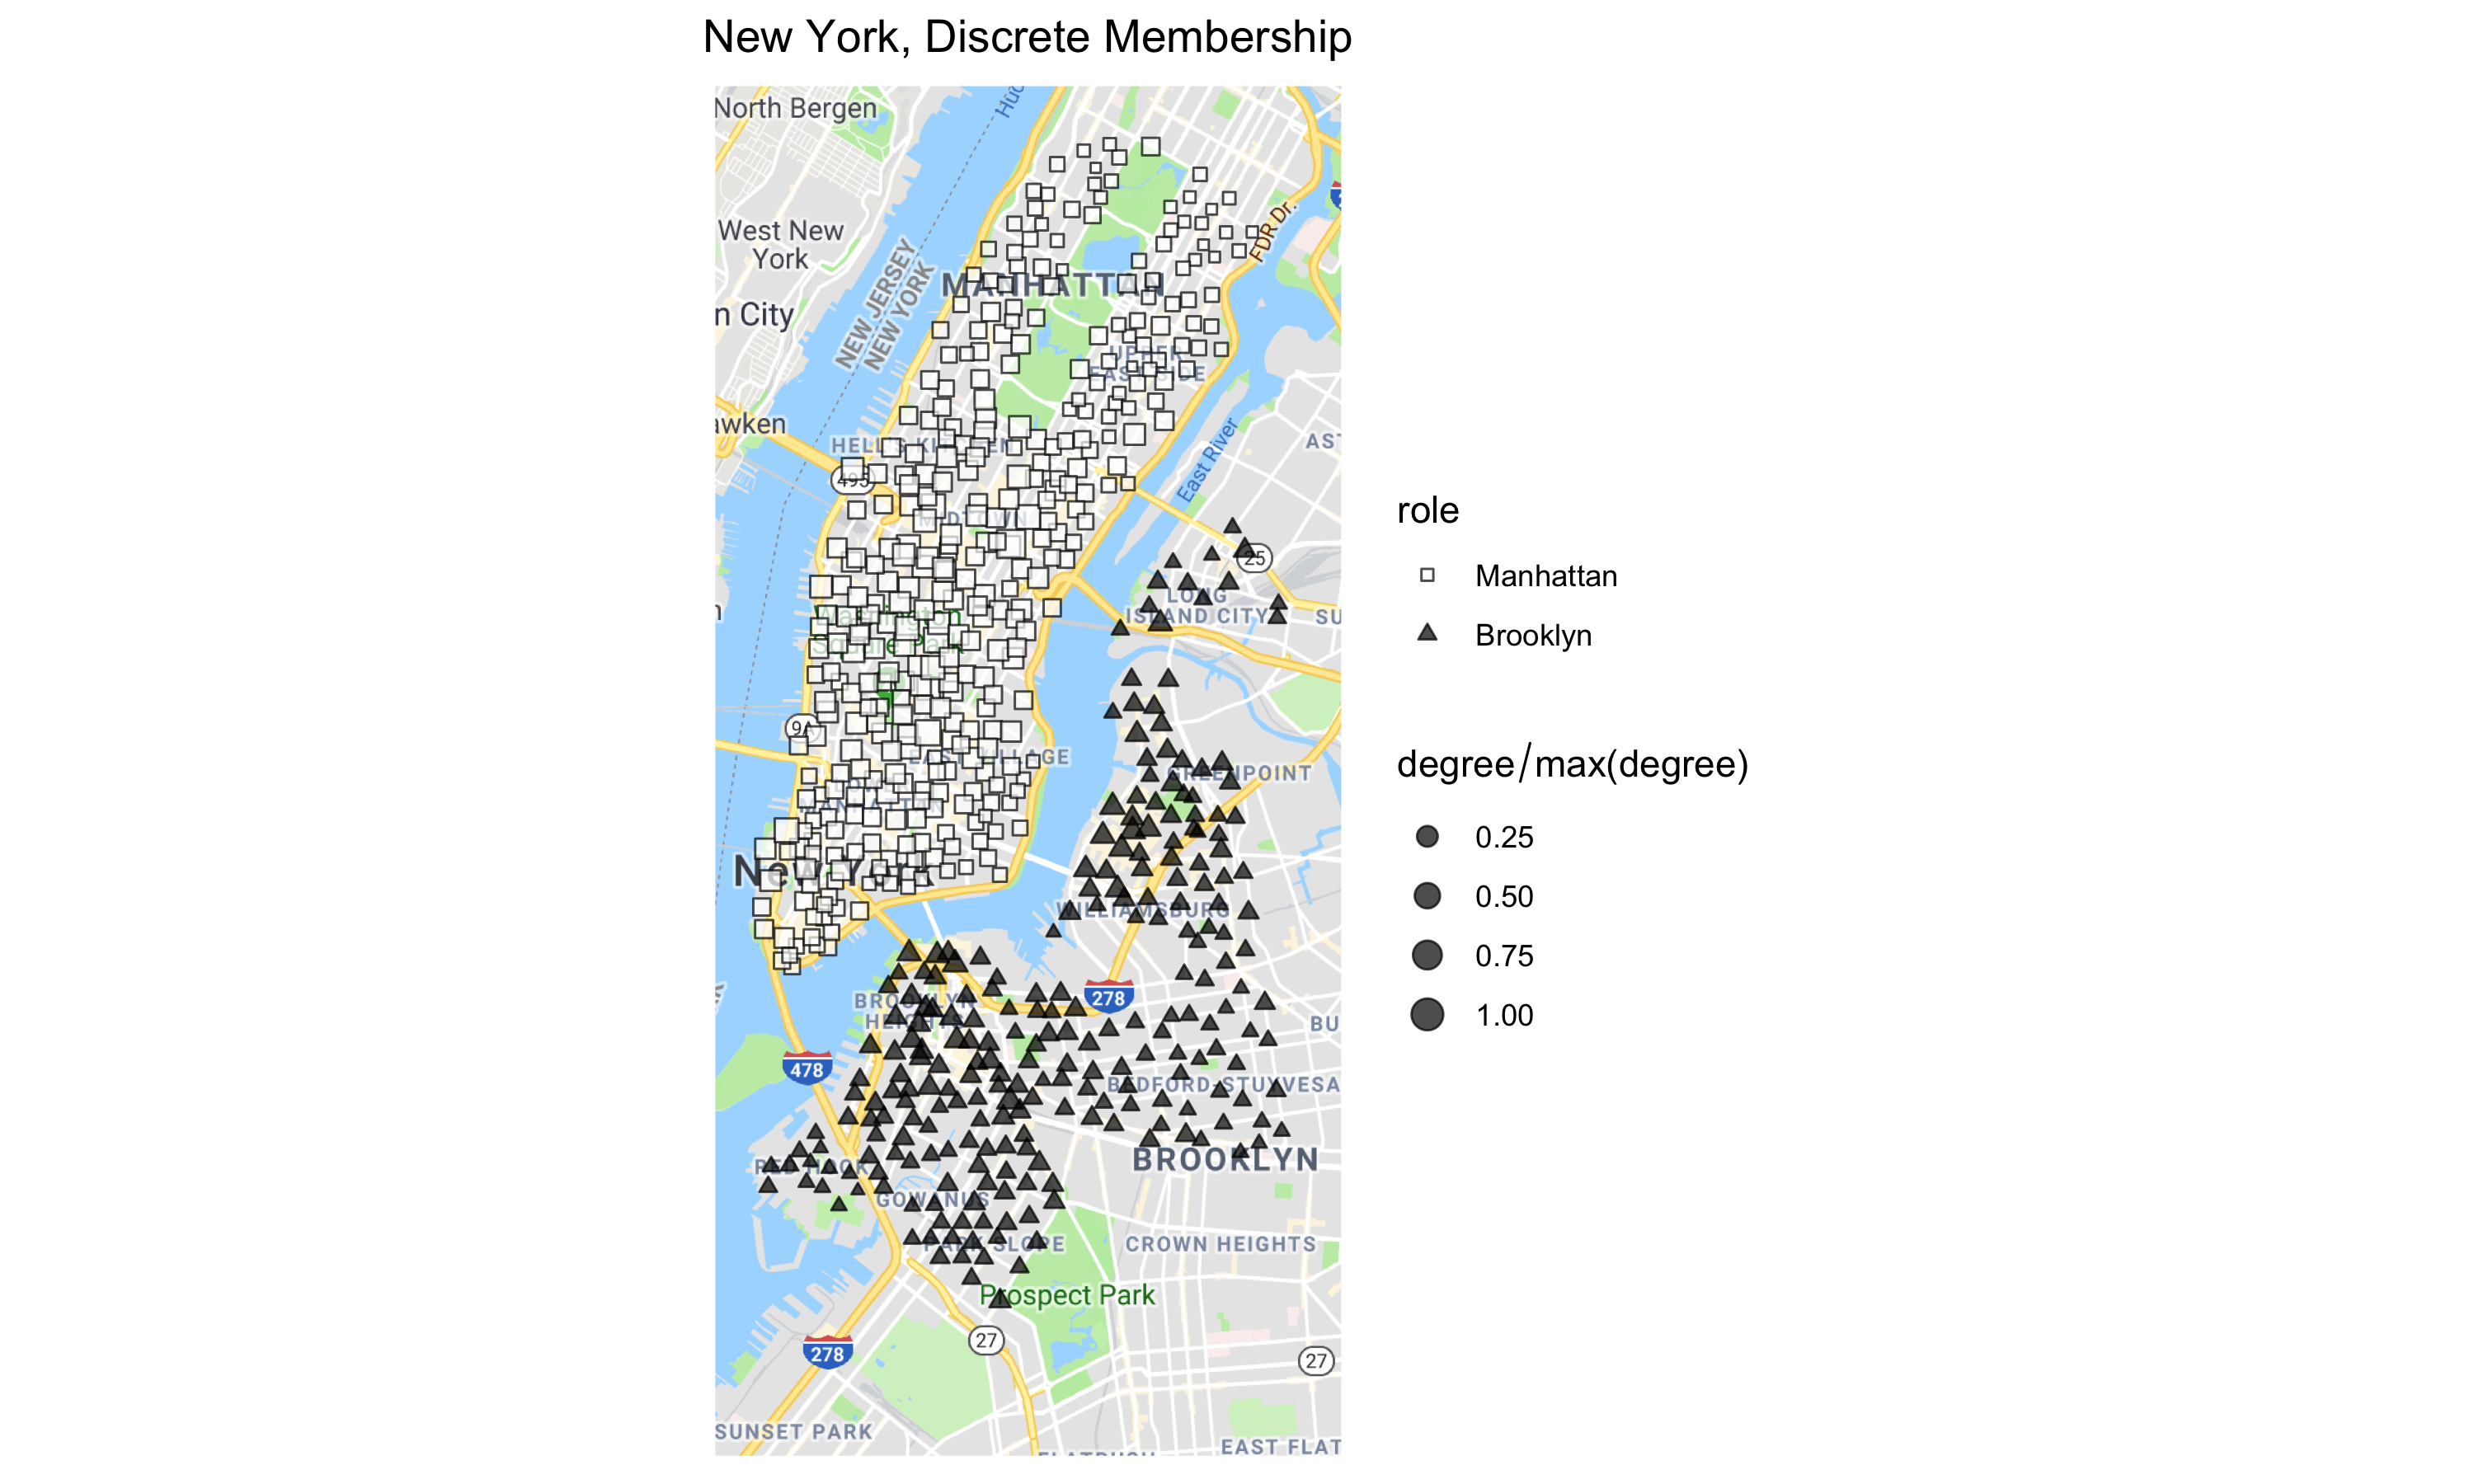 New York, Discrete Membership
North Bergen
West New
York
n City
NEW JERSEY
NEW YORK
MANHATTAN
FDR Dr.
UPPER
EAST SIDE
awken
HELL'S KITCHEN
495
MIDTOWN
East River
25
LONG
ISLAND CITY
Washington
Square Park
9A
EAST VILLAGE
LOWER
MANHATTAN
GREENPOINT
New York
WILLIAMSBURG
BROOKLYN
HEIGHTS
278
478
BEDFORD-STUYVESA
RED HOOK
BROOKLYN
GOWANUS
PARK SLOPE
CROWN HEIGHTS
Prospect Park
27
278
27
SUNSET PARK
EAST FLAT
AST
SU
BU
role
Manhattan
Brooklyn
degree/max(degree)
0.25
0.50
0.75
1.00